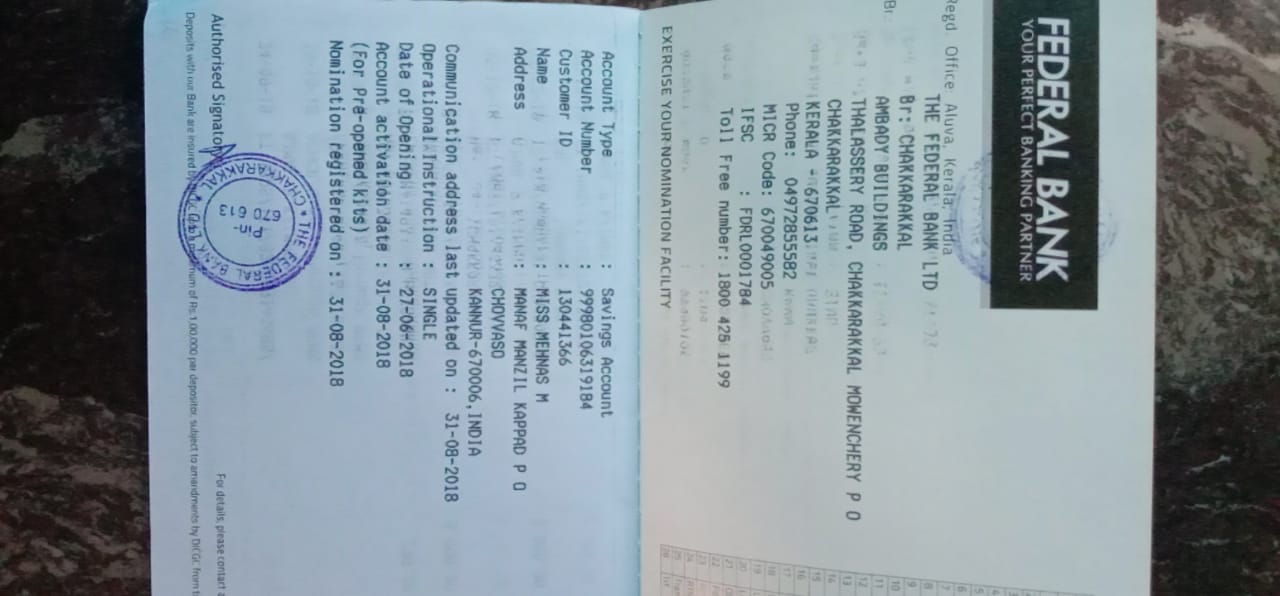 FEDERAL BANK
YOUR PERFECT BANKING PARTNER
Regd. Office: Aluva, Kerala, India
THE FEDERAL BANK LTD
Br: CHAKKARAKKAL
AMBADY BUILDINGS
THALASSERY ROAD, CHAKKARAKKAL MOWENCHERY P O
CHAKKARAKKAL
KERALA - 670613
Phone: 04972855582
MICR Code: 670049005
IFSC : FDRL0001784
Toll Free number: 1800 425 1199
EXERCISE YOUR NOMINATION FACILITY
Account Type : Savings Account
Account Number : 99980106319184
Customer ID : 130441366
Name : MISS MEHNAS M
Address : MANAF MANZIL KAPPAD P O
CHOVVASO
KANNUR-670006, INDIA
Communication address last updated on : 31-08-2018
Operational Instruction : SINGLE
Date of Opening : 27-06-2018
Account activation date : 31-08-2018
(For Pre-opened kits)
Nomination registered on : 31-08-2018
THE FEDERAL BANK L
CHAKKARAKKAL
Pin-
670 613
Authorised Signatory
For details, please contact
Deposits with our Bank are insured by DICGC to a maximum of Rs.1,00,000 per depositor, subject to amendments by DICGC from